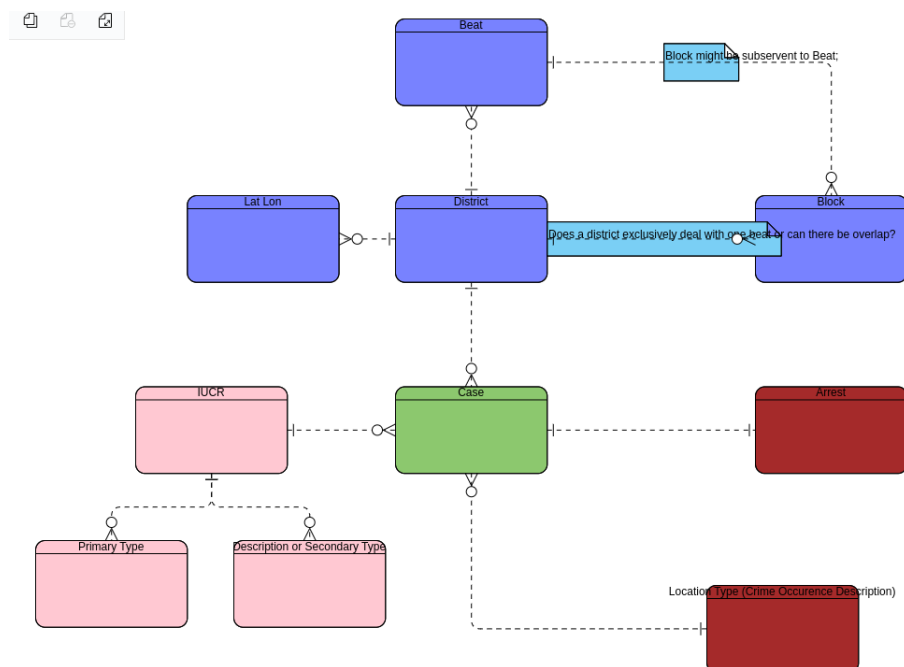 Beat
Block might be subservent to Beat;
Lat Lon
District
Block
Does a district exclusively deal with one beat or can there be overlap?
IUCR
Case
Arrest
Primary Type
Description or Secondary Type
Location Type (Crime Occurence Description)